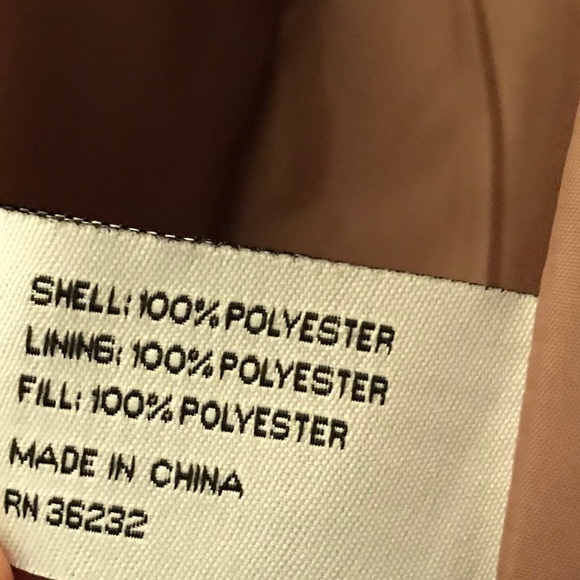 SHELL: 100% POLYESTER
LINING: 100% POLYESTER
FILL: 100% POLYESTER
MADE IN CHINA
RN 36232